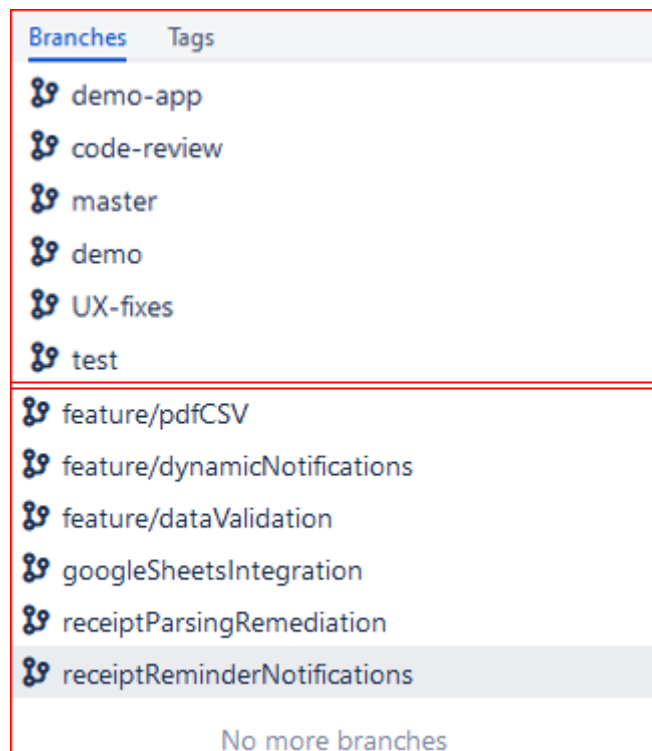 Branches Tags
demo-app
code-review
master
demo
UX-fixes
test
feature/pdfCSV
feature/dynamicNotifications
feature/dataValidation
googleSheetsIntegration
receiptParsingRemediation
receiptReminderNotifications
No more branches